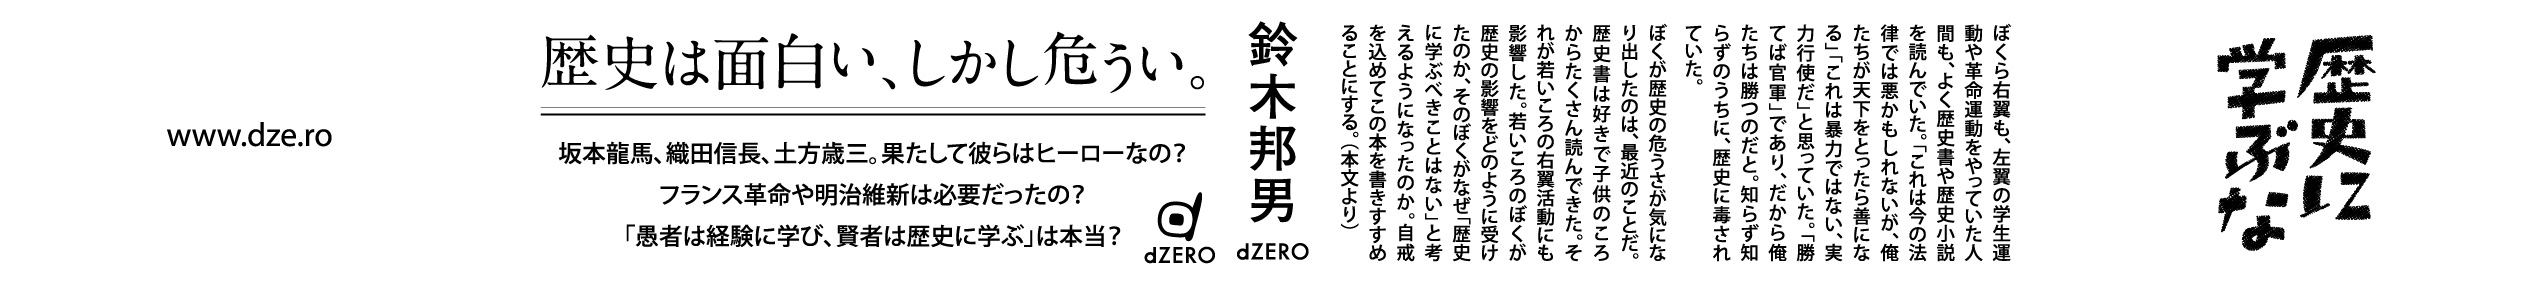 歴史に
学ぶな
ぼくら右翼も、左翼の学生運
動や革命運動をやっていた人
間も、よく歴史書や歴史小説
を読んでいた。「これは今の法
律では悪かもしれないが、俺
たちが天下をとったら善にな
る」「これは暴力ではない、実
力行使だ」と思っていた。「勝
てば官軍」であり、だから俺
たちは勝つのだと。知らず知
らずのうちに、歴史に毒され
ていた。
ぼくが歴史の危うさが気にな
り出したのは、最近のことだ。
歴史書は好きで子供のころ
からたくさん読んできた。そ
れが若いころの右翼活動にも
影響した。若いころのぼくが
歴史の影響をどのように受け
たのか、そのぼくがなぜ「歴史
に学ぶべきことはない」と考
えるようになったのか。自戒
を込めてこの本を書きすすめ
ることにする。（本文より）
鈴木邦男
dZERO
歴史は面白い、しかし危うい。
坂本龍馬、織田信長、土方歳三。果たして彼らはヒーローなの？
フランス革命や明治維新は必要だったの？
「愚者は経験に学び、賢者は歴史に学ぶ」は本当？
dZERO
www.dze.ro